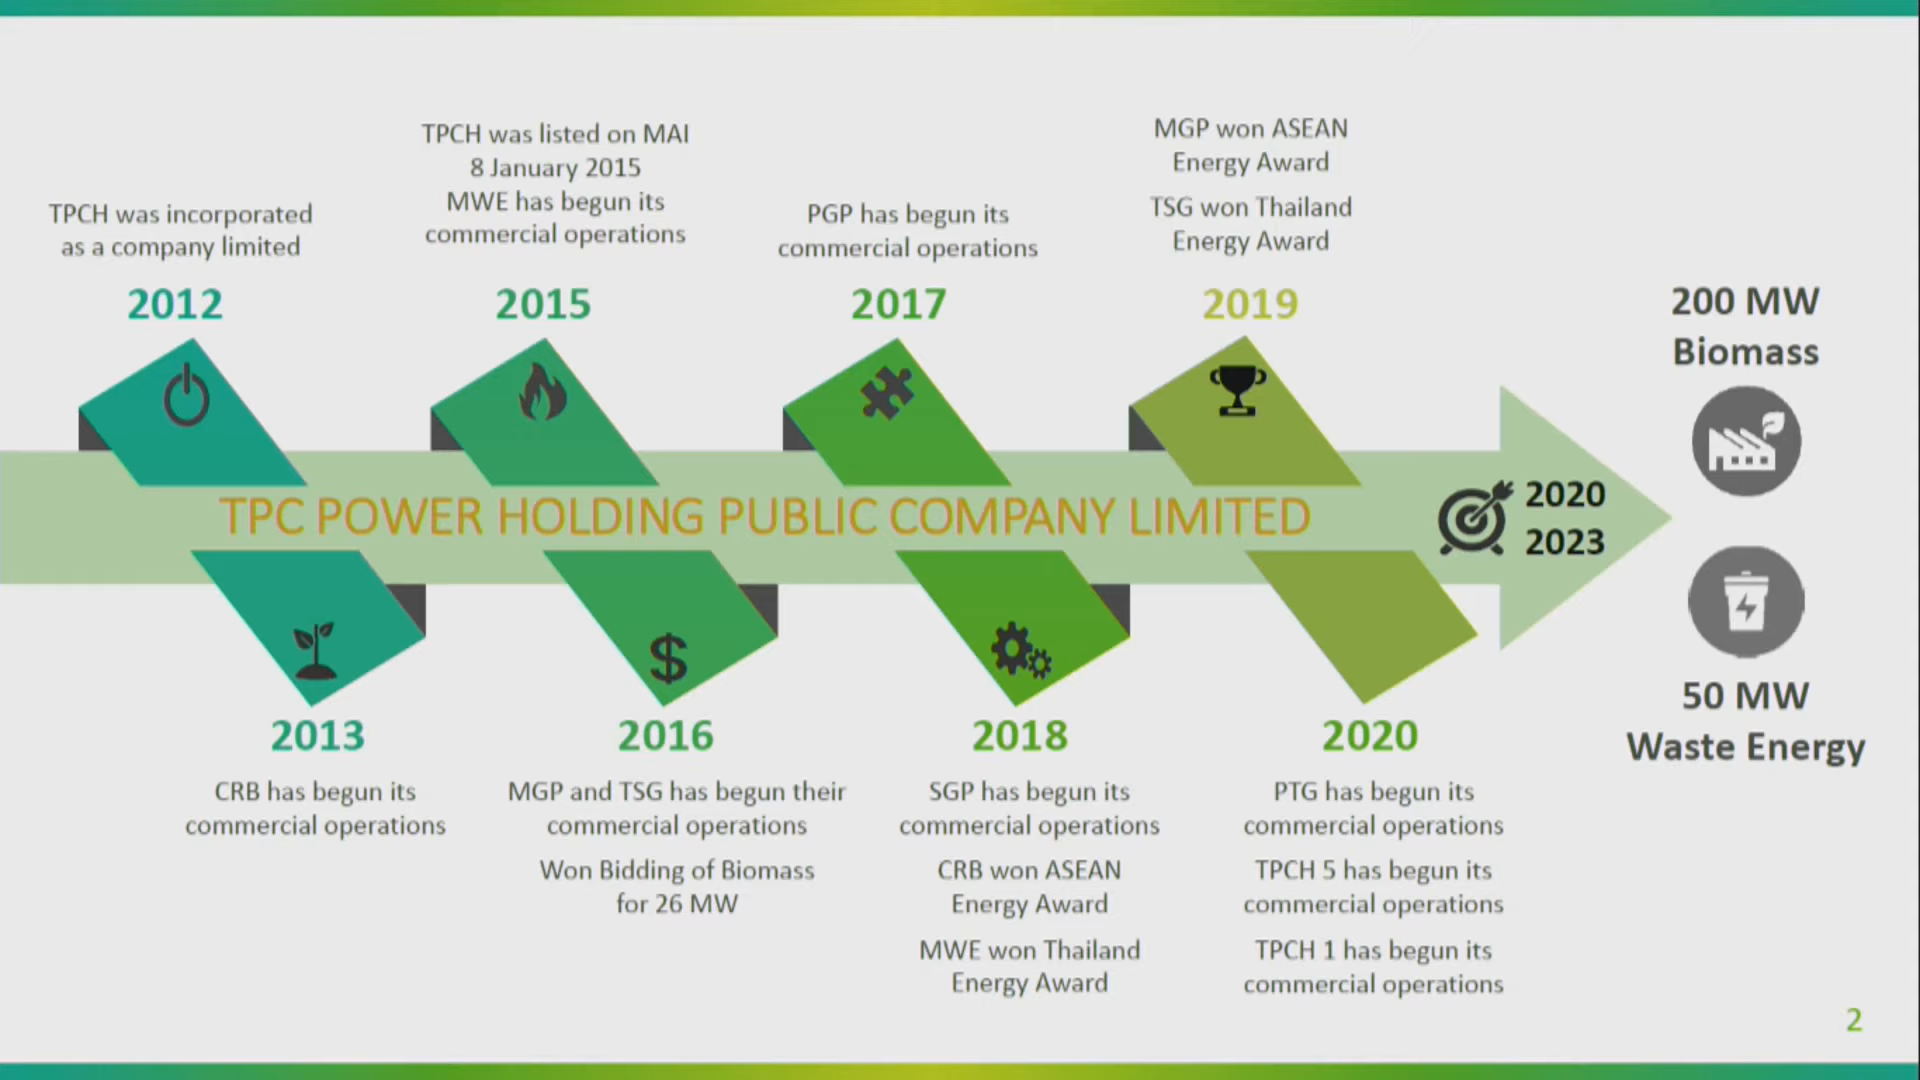 TPCH was incorporated
as a company limited
2012
TPCH was listed on MAI
8 January 2015
MWE has begun its
commercial operations
2015
PGP has begun its
commercial operations
2017
MGP won ASEAN
Energy Award
TSG won Thailand
Energy Award
2019
TPC POWER HOLDING PUBLIC COMPANY LIMITED
2020
2023
200 MW
Biomass
50 MW
Waste Energy
2013
CRB has begun its
commercial operations
2016
MGP and TSG has begun their
commercial operations
Won Bidding of Biomass
for 26 MW
$
2018
SGP has begun its
commercial operations
CRB won ASEAN
Energy Award
MWE won Thailand
Energy Award
2020
PTG has begun its
commercial operations
TPCH 5 has begun its
commercial operations
TPCH 1 has begun its
commercial operations
2